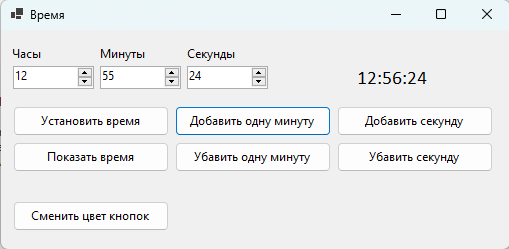 Время
Часы Минуты Секунды
12 55 24 12:56:24
Установить время Добавить одну минуту Добавить секунду
Показать время Убавить одну минуту Убавить секунду
Сменить цвет кнопок